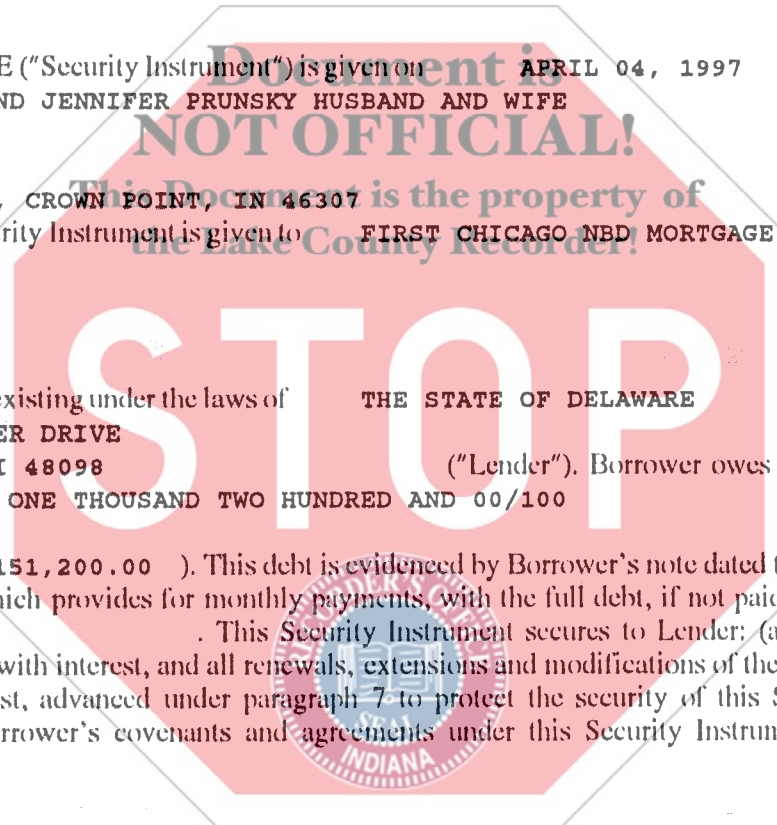 E ("Security Instrument") is given on APRIL 04, 1997
Document is
ND JENNIFER PRUNSKY HUSBAND AND WIFE
NOT OFFICIAL!
, CROWN POINT, IN 46307
This Document is the property of
rity Instrument is given to FIRST CHICAGO NBD MORTGAGE
the Lake County Recorder!
STOP
existing under the laws of THE STATE OF DELAWARE
ER DRIVE
I 48098 ("Lender"). Borrower owes
ONE THOUSAND TWO HUNDRED AND 00/100
151,200.00 ). This debt is evidenced by Borrower's note dated t
hich provides for monthly payments, with the full debt, if not paid
. This Security Instrument secures to Lender: (a
with interest, and all renewals, extensions and modifications of the
st, advanced under paragraph 7 to protect the security of this S
rrower's covenants and agreements under this Security Instrum
RECORDER'S OFFICE
SEAL
INDIANA